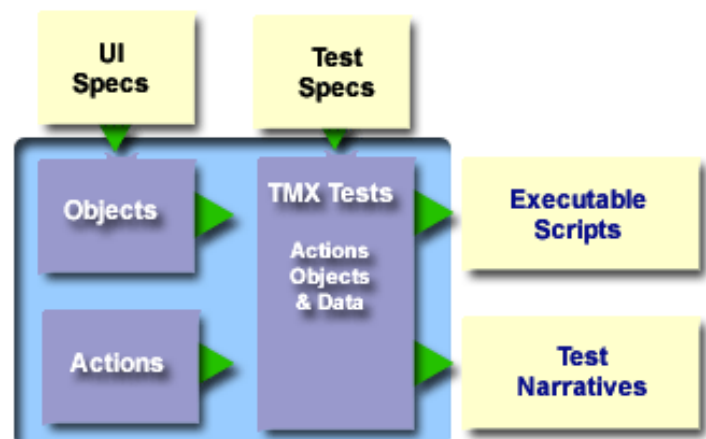 UI
Specs
Test
Specs
Objects
TMX Tests
Actions
Objects
& Data
Executable
Scripts
Actions
Test
Narratives